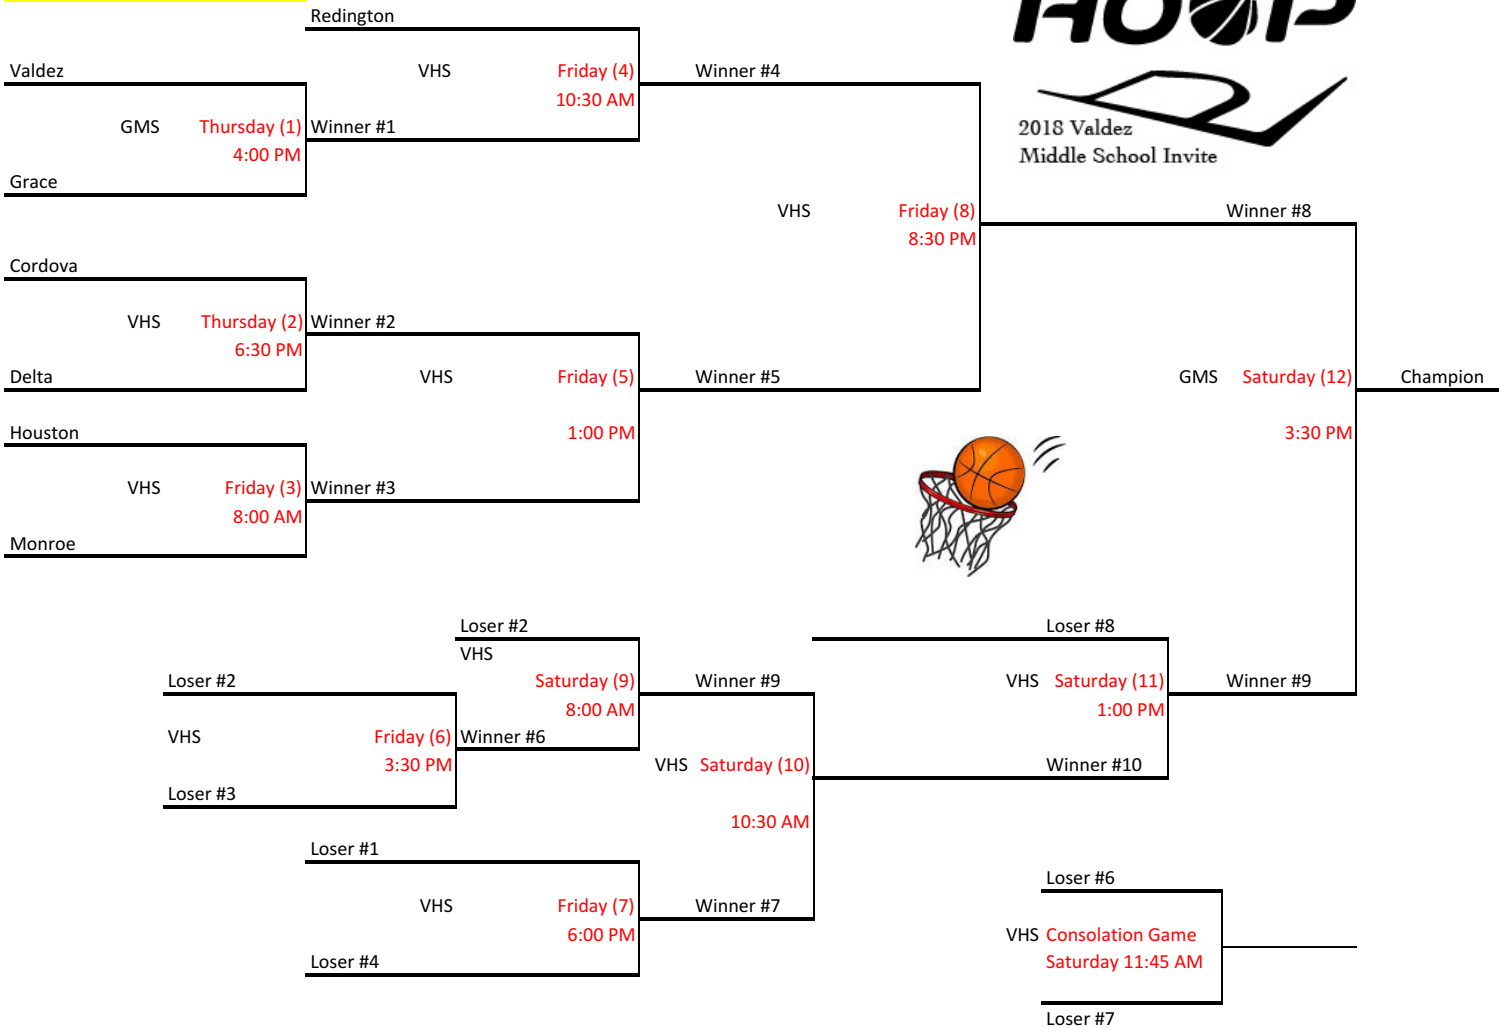 HOOP
Redington
Valdez
VHS Friday (4) Winner #4
10:30 AM
GMS Thursday (1) Winner #1
4:00 PM
2018 Valdez
Middle School Invite
Grace
VHS Friday (8) Winner #8
8:30 PM
Cordova
VHS Thursday (2) Winner #2
6:30 PM
Delta
VHS Friday (5) Winner #5
GMS Saturday (12) Champion
Houston
1:00 PM
3:30 PM
VHS Friday (3) Winner #3
8:00 AM
Monroe
Loser #2
Loser #8
VHS
Loser #2
Saturday (9) Winner #9
VHS Saturday (11) Winner #9
8:00 AM
1:00 PM
VHS Friday (6) Winner #6
3:30 PM
VHS Saturday (10)
Winner #10
Loser #3
10:30 AM
Loser #1
Loser #6
VHS Friday (7) Winner #7
6:00 PM
VHS Consolation Game
Saturday 11:45 AM
Loser #4
Loser #7